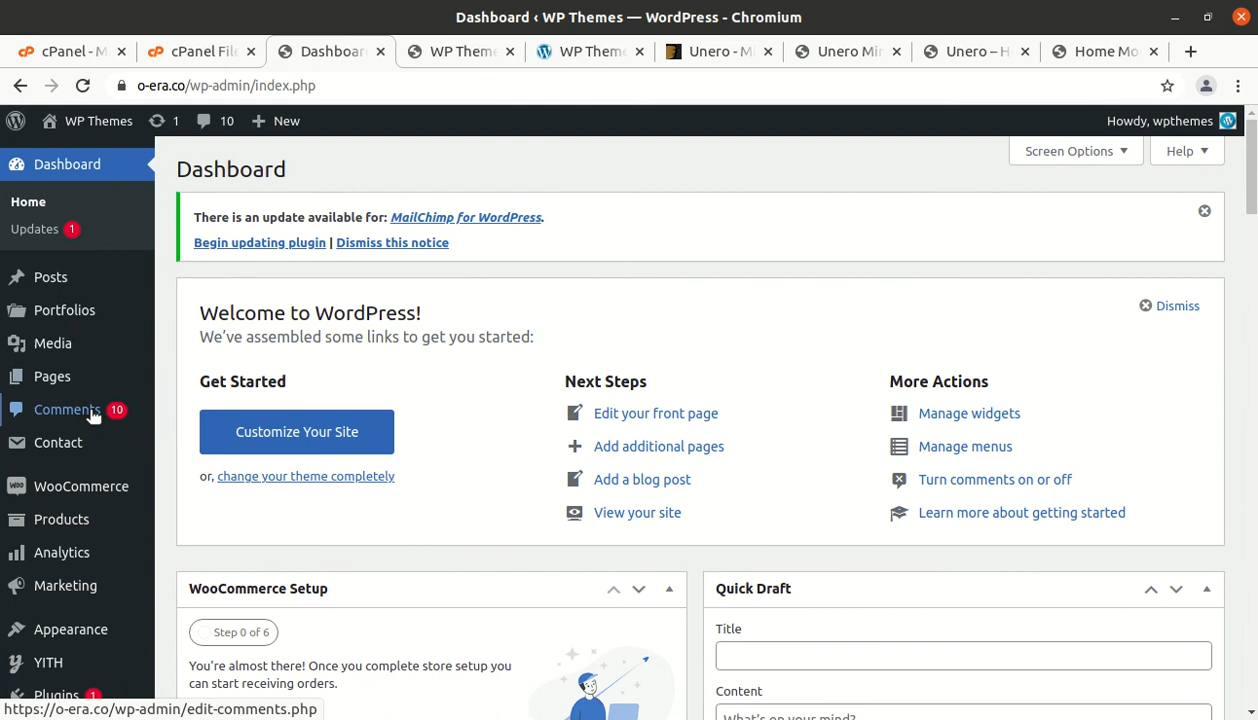 Dashboard ‹ WP Themes — WordPress - Chromium
cPanel - M
cPanel File
Dashboar
WP Theme
WP Theme
Unero - Mi
Unero Min
Unero – H
Home Mo
o-era.co/wp-admin/index.php
WP Themes
1
10
New
Howdy, wpthemes
Dashboard
Home
Updates 1
Posts
Portfolios
Media
Pages
Comments 10
Contact
WooCommerce
Products
Analytics
Marketing
Appearance
YITH
Plugins 1
https://o-era.co/wp-admin/edit-comments.php
Dashboard
Screen Options
Help
There is an update available for: MailChimp for WordPress.
Begin updating plugin | Dismiss this notice
Welcome to WordPress!
We've assembled some links to get you started:
Dismiss
Get Started
Customize Your Site
or, change your theme completely
Next Steps
Edit your front page
Add additional pages
Add a blog post
View your site
More Actions
Manage widgets
Manage menus
Turn comments on or off
Learn more about getting started
WooCommerce Setup
Step 0 of 6
You're almost there! Once you complete store setup you
can start receiving orders.
Quick Draft
Title
Content
What's on your mind?